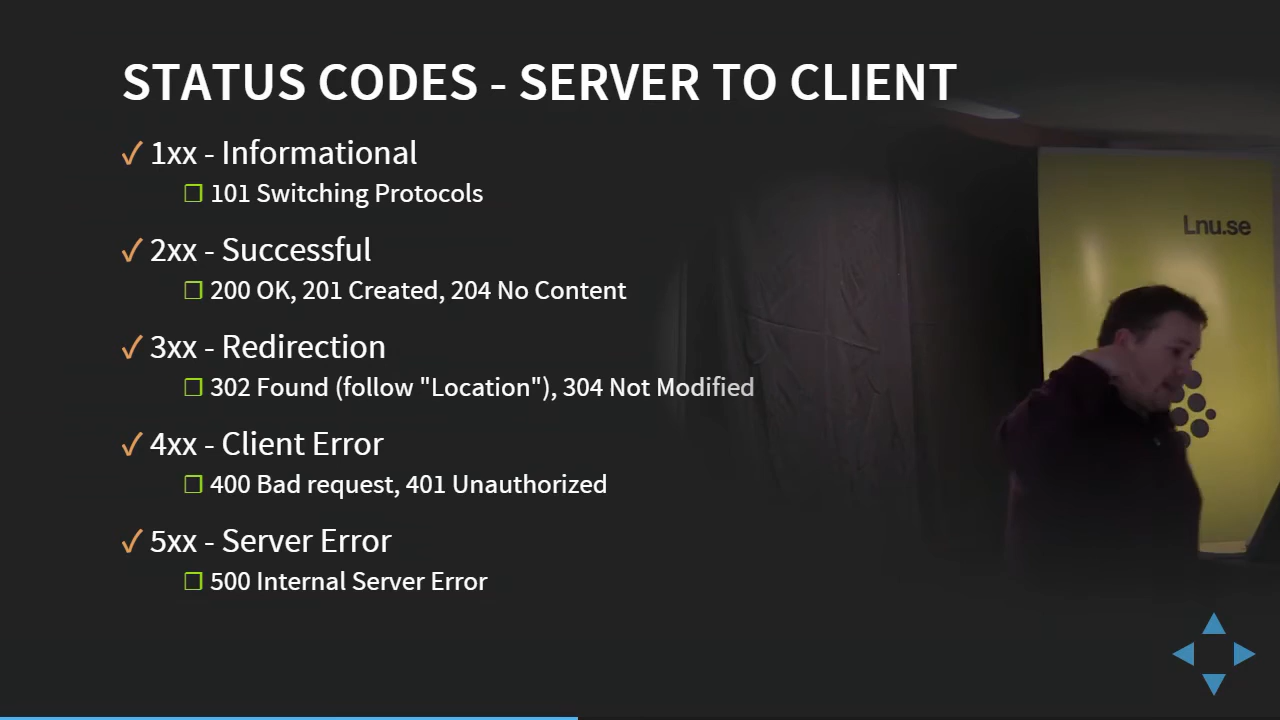 STATUS CODES - SERVER TO CLIENT
✓ 1xx - Informational
❐ 101 Switching Protocols
✓ 2xx - Successful
❐ 200 OK, 201 Created, 204 No Content
✓ 3xx - Redirection
❐ 302 Found (follow "Location"), 304 Not Modified
✓ 4xx - Client Error
❐ 400 Bad request, 401 Unauthorized
✓ 5xx - Server Error
❐ 500 Internal Server Error
Lnu.se